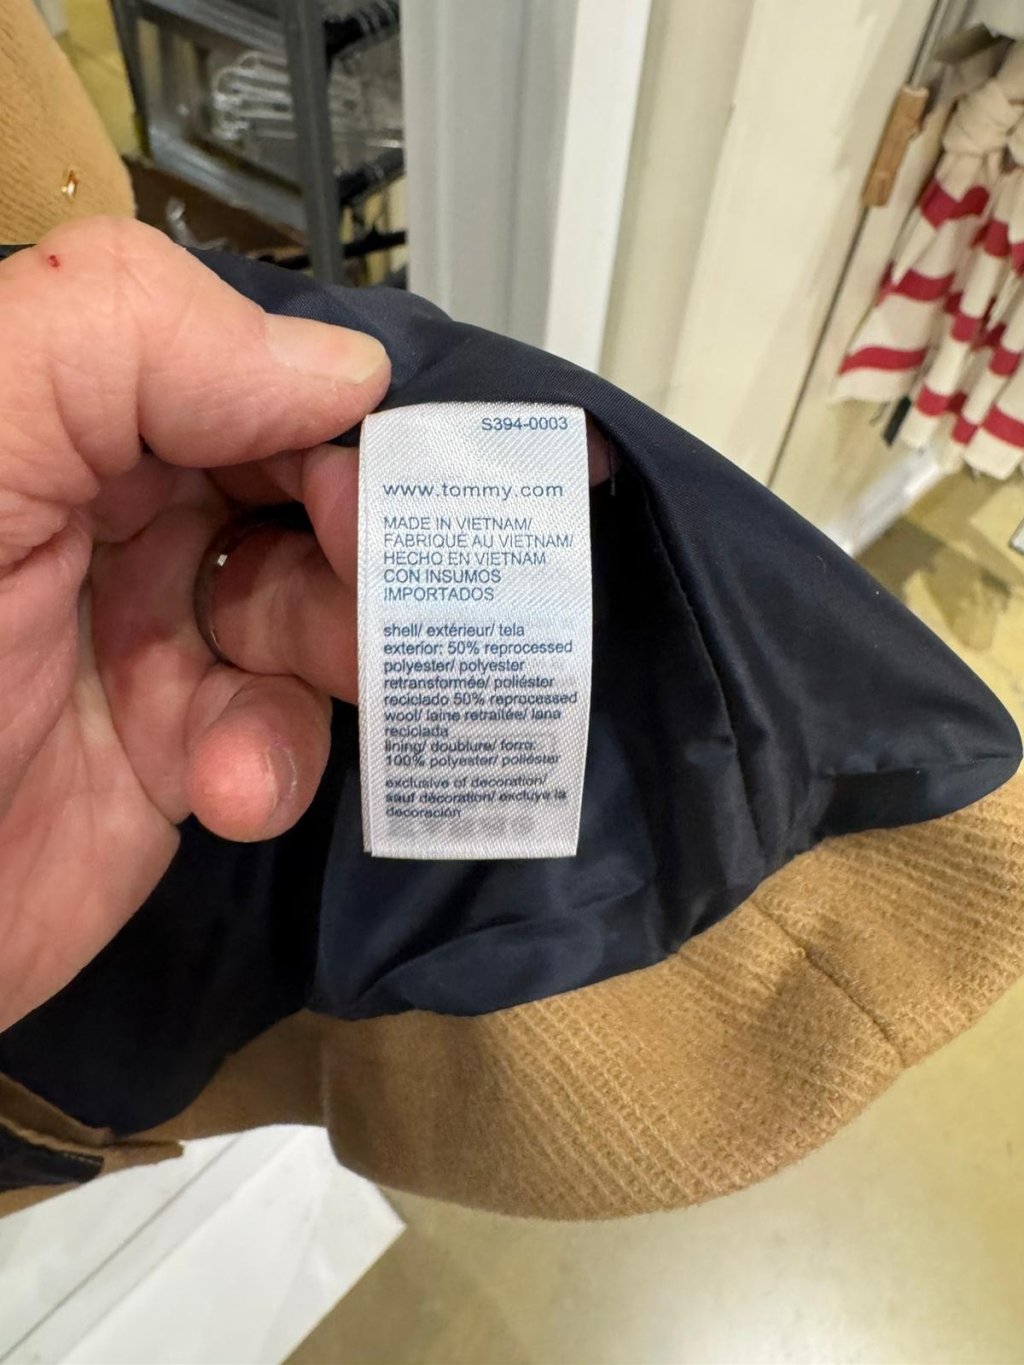 S394-0003
www.tommy.com
MADE IN VIETNAM/
FABRIQUÉ AU VIETNAM/
HECHO EN VIETNAM
CON INSUMOS
IMPORTADOS
shell/ extérieur/ tela
exterior: 50% reprocessed
polyester/ polyester
retransformée/ poliéster
reciclado 50% reprocessed
wool/ laine retraitée/ lana
reciclada
lining/ doublure/ forro:
100% polyester/ poliéster
exclusive of decoration/
sauf décoration/ excluye la
decoración